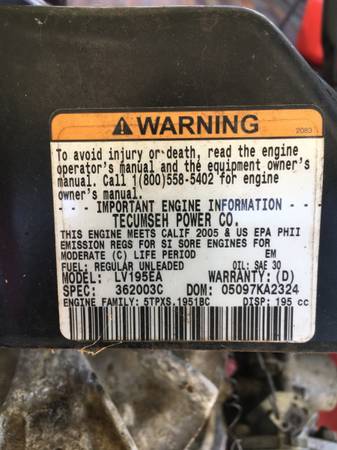 WARNING
2083
To avoid injury or death, read the engine
operator's manual and the equipment owner's
manual. Call 1(800)558-5402 for engine
owner's manual.
- - - IMPORTANT ENGINE INFORMATION - - -
TECUMSEH POWER CO.
THIS ENGINE MEETS CALIF 2005 & US EPA PHII
EMISSION REGS FOR SI SORE ENGINES FOR
MODERATE (C) LIFE PERIOD EM
FUEL: REGULAR UNLEADED OIL: SAE 30
MODEL: LV195EA WARRANTY:(D)
SPEC: 362003C DOM: 05097KA2324
ENGINE FAMILY: 5TPXS.1951BC DISP: 195 cc